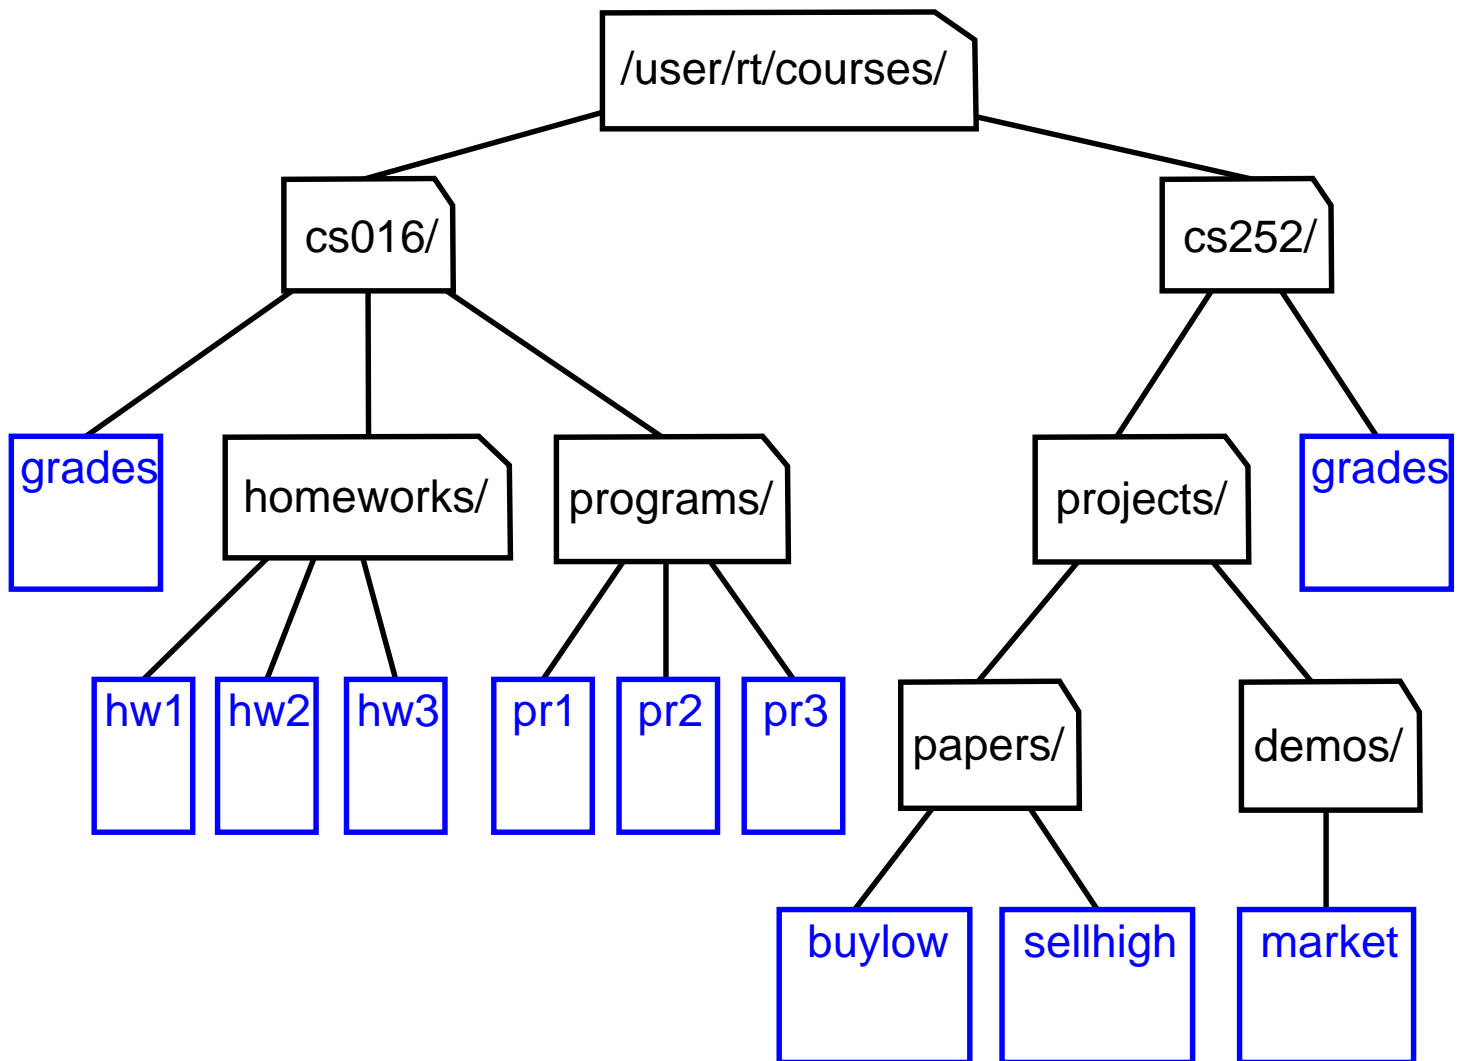 /user/rt/courses/
cs016/
cs252/
grades
homeworks/
programs/
projects/
grades
hw1
hw2
hw3
pr1
pr2
pr3
papers/
demos/
buylow
sellhigh
market